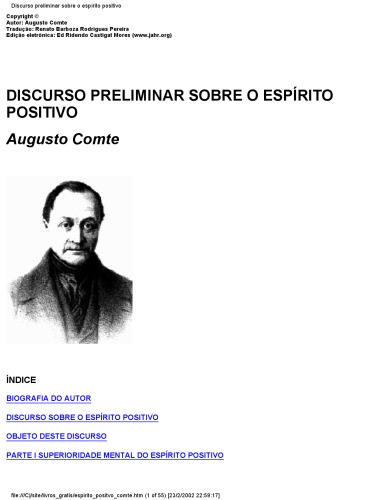 Discurso preliminar sobre o espírito positivo
Copyright ©
Autor: Augusto Comte
Tradução: Renato Barboza Rodrigues Pereira
Edição eletrônica: Ed Ridendo Castigat Mores (www.jahr.org)
DISCURSO PRELIMINAR SOBRE O ESPÍRITO
POSITIVO
Augusto Comte
ÍNDICE
BIOGRAFIA DO AUTOR
DISCURSO SOBRE O ESPÍRITO POSITIVO
OBJETO DESTE DISCURSO
PARTE I SUPERIORIDADE MENTAL DO ESPÍRITO POSITIVO
file:///C|/site/livros_gratis/espirito_positvo_comte.htm (1 of 55) [23/2/2002 22:59:17]